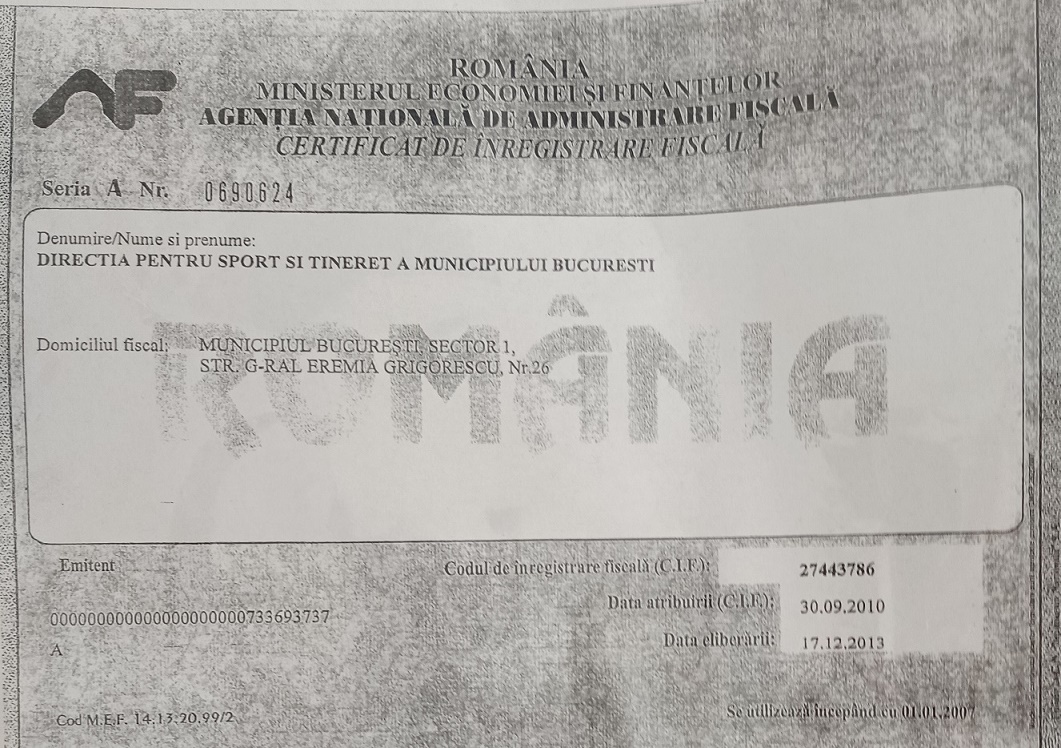 AF
ROMÂNIA
MINISTERUL ECONOMIEI ŞI FINANŢELOR
AGENŢIA NAŢIONALĂ DE ADMINISTRARE FISCALĂ
CERTIFICAT DE ÎNREGISTRARE FISCALĂ
Seria A Nr. 0690624
Denumire/Nume si prenume:
DIRECTIA PENTRU SPORT SI TINERET A MUNICIPIULUI BUCURESTI
ROMÂNIA
Domiciliul fiscal: MUNICIPIUL BUCUREŞTI, SECTOR 1,
STR. G-RAL EREMIA GRIGORESCU, Nr.26
Emitent
Codul de înregistrare fiscală (C.I.F.): 27443786
Data atribuirii (C.I.F.): 30.09.2010
0000000000000000000000733693737
Data eliberării: 17.12.2013
A
Cod M.E.F. 14.13.20.99/2
Se utilizează începând cu 01.01.2007